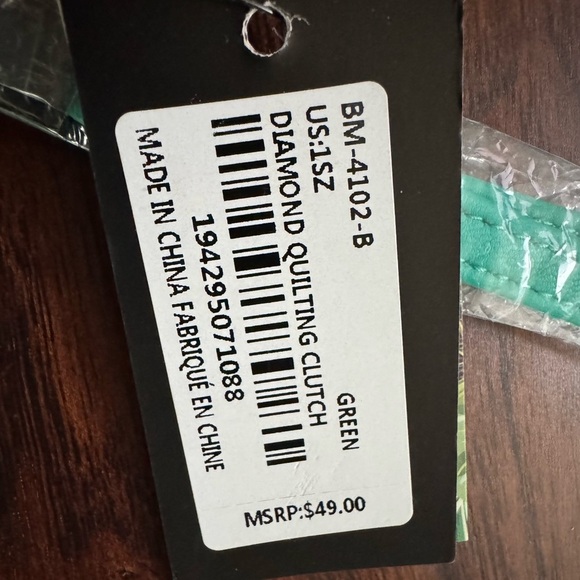 BM-4102-B
US:1SZ GREEN
DIAMOND QUILTING CLUTCH
194295071088
MADE IN CHINA FABRIQUÉ EN CHINE
MSRP:$49.00